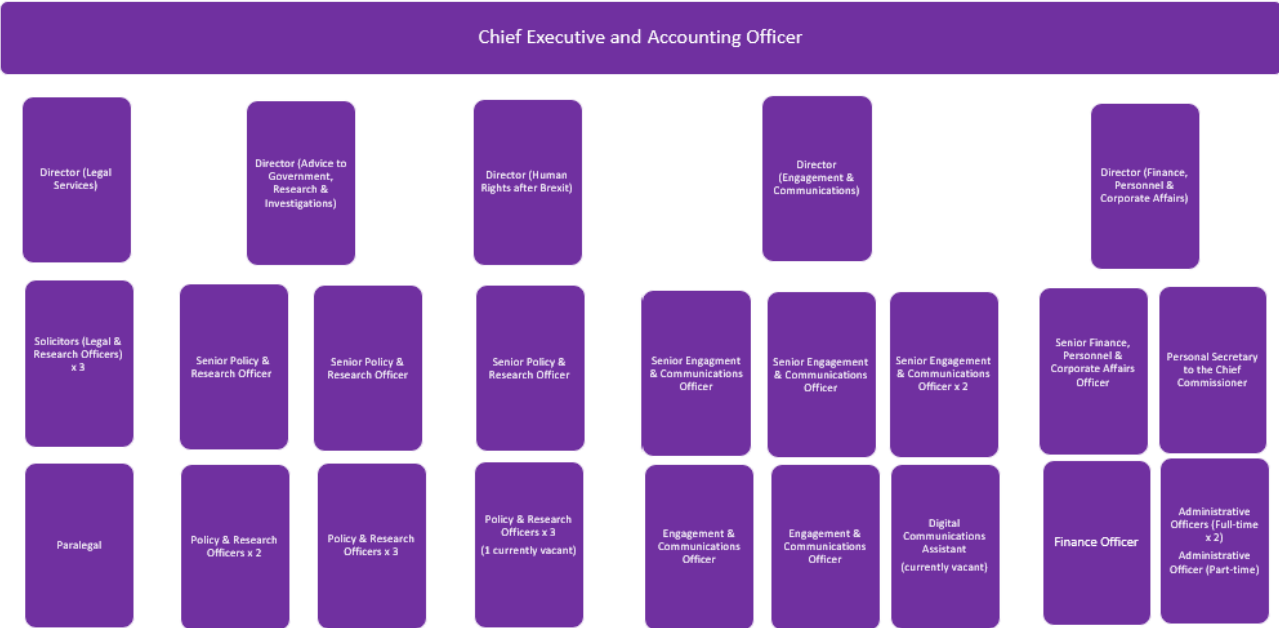 Chief Executive and Accounting Officer
Director (Legal
Services)
Director (Advice to
Government,
Research &
Investigations)
Director (Human
Rights after Brexit)
Director
(Engagement &
Communications)
Director (Finance,
Personnel &
Corporate Affairs)
Solicitors (Legal &
Research Officers)
x 3
Senior Policy &
Research Officer
Senior Policy &
Research Officer
Senior Policy &
Research Officer
Senior Engagment
& Communications
Officer
Senior Engagement
& Communications
Officer
Senior Engagement
& Communications
Officer x 2
Senior Finance,
Personnel &
Corporate Affairs
Officer
Personal Secretary
to the Chief
Commissioner
Paralegal
Policy & Research
Officers x 2
Policy & Research
Officers x 3
Policy & Research
Officers x 3
(1 currently vacant)
Engagement &
Communications
Officer
Engagement &
Communications
Officer
Digital
Communications
Assistant
(currently vacant)
Finance Officer
Administrative
Officers (Full-time
x 2)
Administrative
Officer (Part-time)